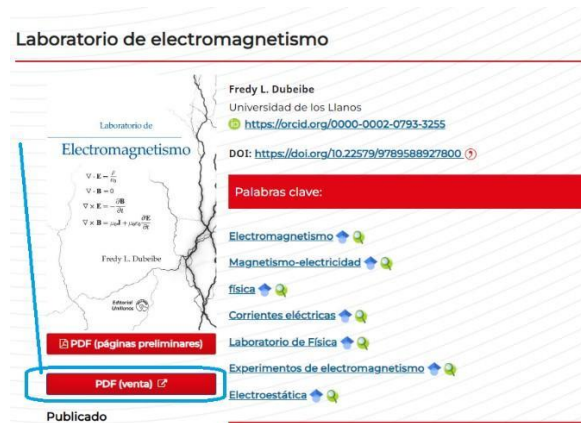 Laboratorio de electromagnetismo
Laboratorio de
Electromagnetismo
∇ · E = ρ/ε₀
∇ · B = 0
∇ × E = −∂B/∂t
∇ × B = μ₀J + μ₀ε₀ ∂E/∂t
Fredy L. Dubeibe
Editorial
Unillanos
PDF (páginas preliminares)
PDF (venta)
Publicado
Fredy L. Dubeibe
Universidad de los Llanos
iD https://orcid.org/0000-0002-0793-3255
DOI: https://doi.org/10.22579/9789588927800
Palabras clave:
Electromagnetismo
Magnetismo-electricidad
física
Corrientes eléctricas
Laboratorio de Física
Experimentos de electromagnetismo
Electroestática